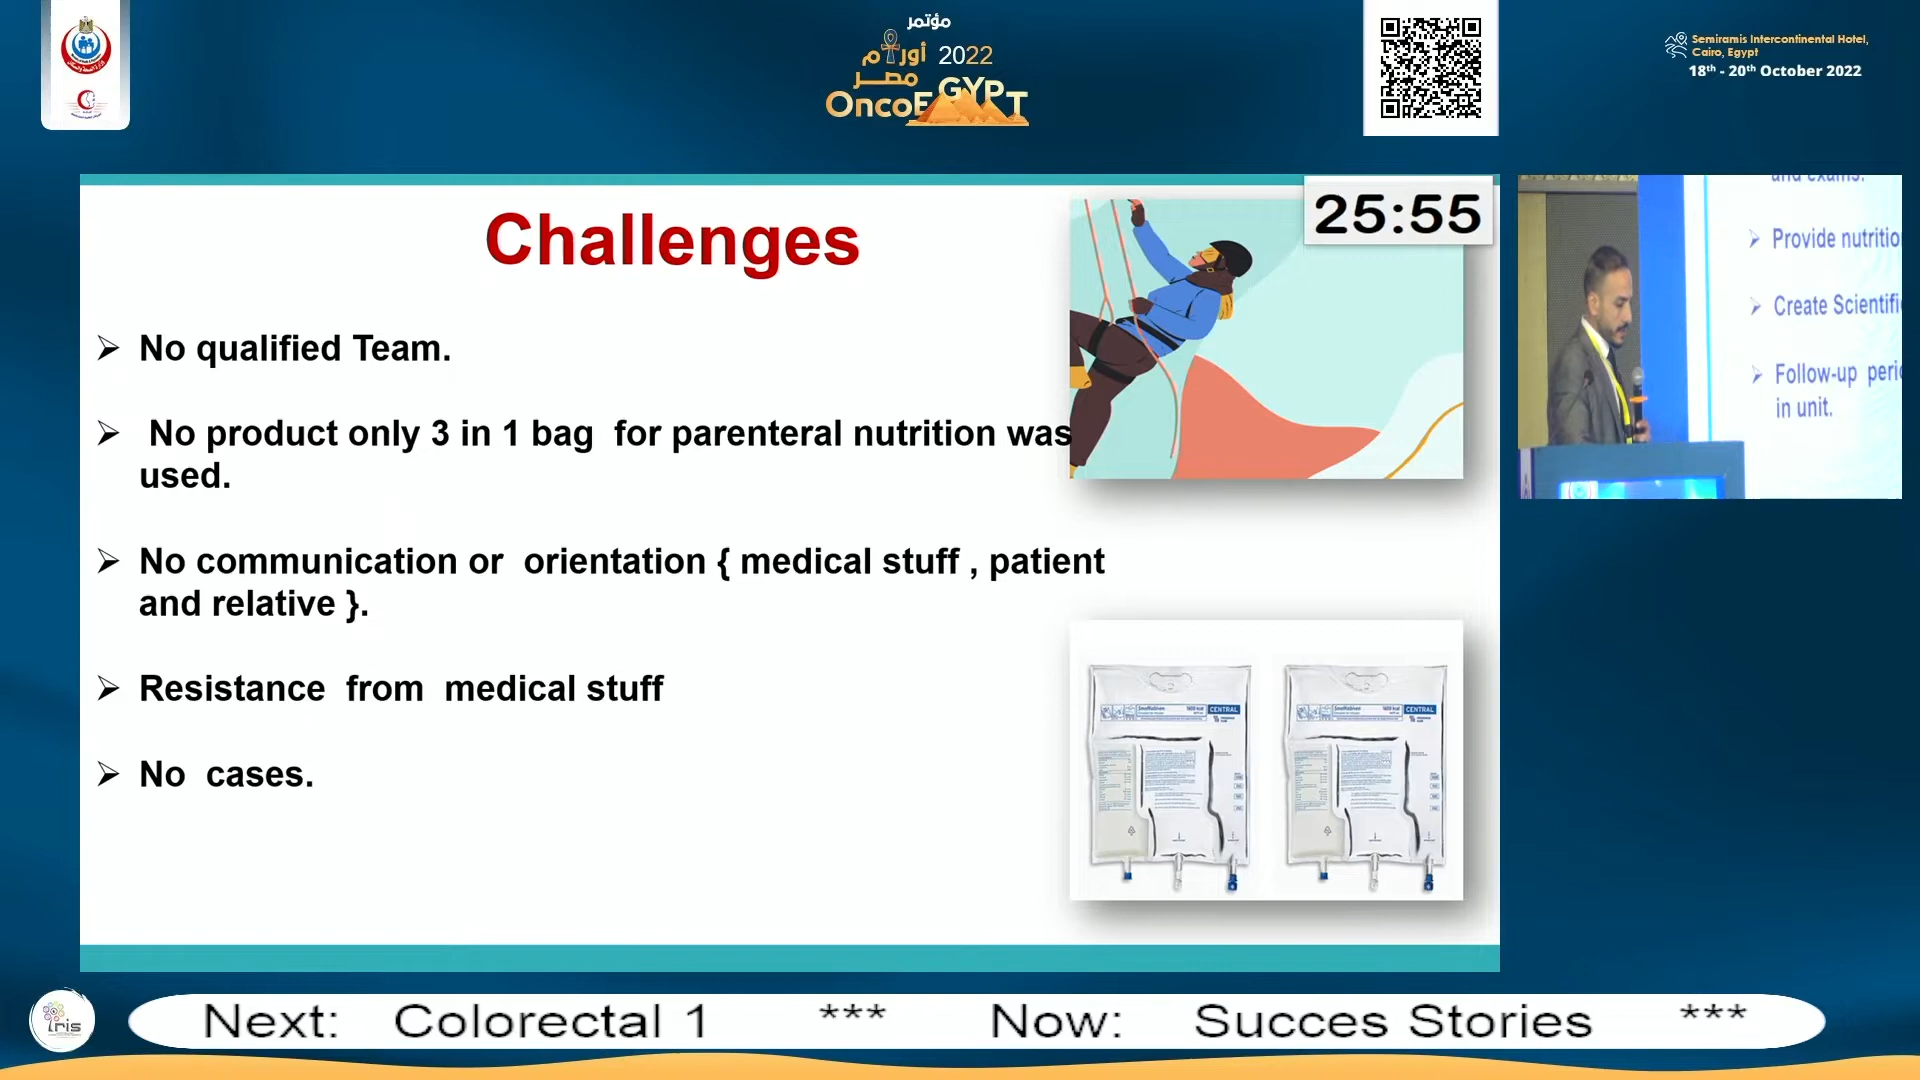 مؤتمر
أورام 2022
مصر
OncoEGYPT
Semiramis Intercontinental Hotel,
Cairo, Egypt
18th - 20th October 2022
Challenges
25:55
➢ No qualified Team.
➢ No product only 3 in 1 bag for parenteral nutrition was
used.
➢ No communication or orientation { medical stuff , patient
and relative }.
➢ Resistance from medical stuff
➢ No cases.
CENTRAL
CENTRAL
and exams.
➢ Provide nutritio
➢ Create Scientifi
➢ Follow-up peri
in unit.
iris
Next: Colorectal 1 *** Now: Succes Stories ***